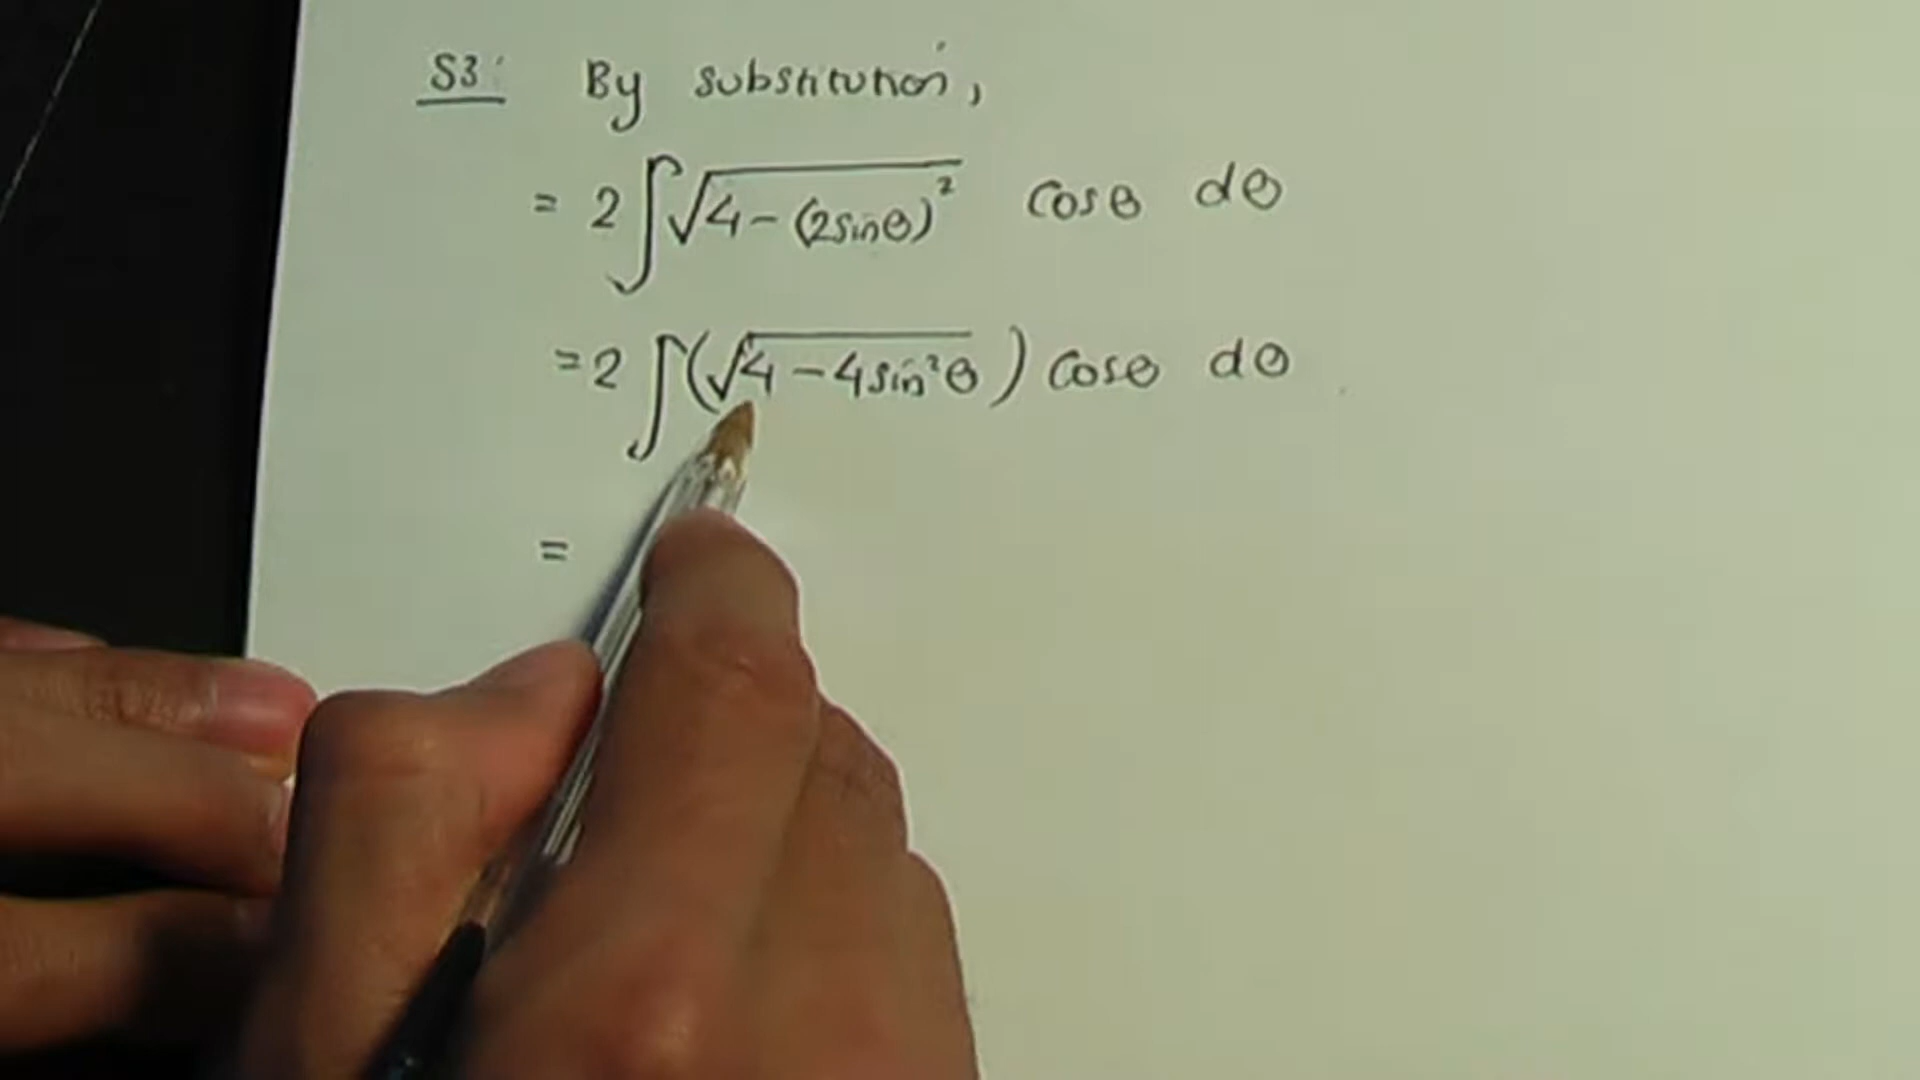 S3: By substitution,
= 2 ∫ √(4 − (2sinθ)²) cosθ dθ
= 2 ∫ (√(4 − 4sin²θ)) cosθ dθ
=